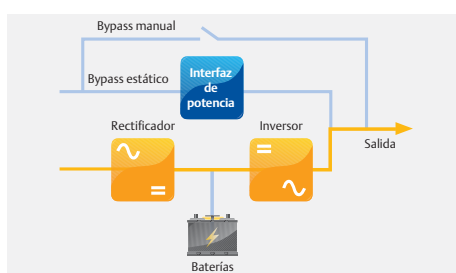 Bypass manual
Bypass estático
Interfaz
de
potencia
Rectificador
Inversor
Salida
Baterías